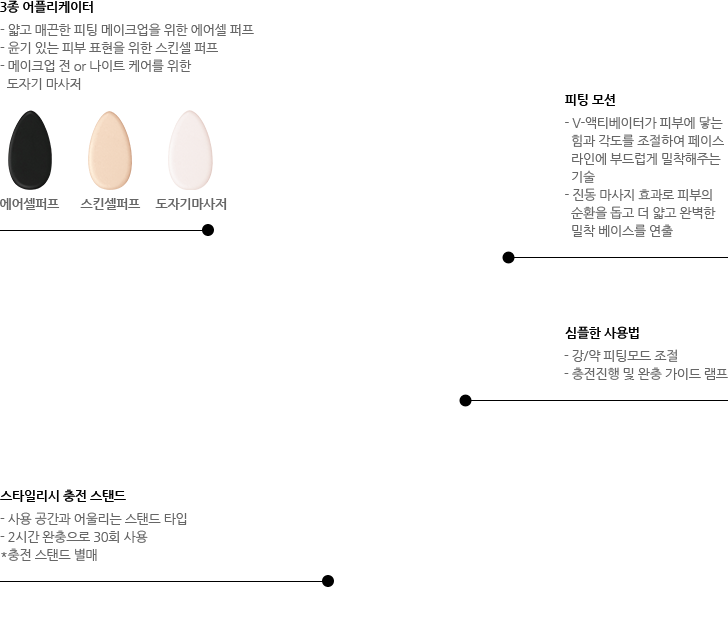 3종 어플리케이터
- 얇고 매끈한 피팅 메이크업을 위한 에어셀 퍼프
- 윤기 있는 피부 표현을 위한 스킨셀 퍼프
- 메이크업 전 or 나이트 케어를 위한
도자기 마사저
에어셀퍼프 스킨셀퍼프 도자기마사저
피팅 모션
- V-액티베이터가 피부에 닿는
힘과 각도를 조절하여 페이스
라인에 부드럽게 밀착해주는
기술
- 진동 마사지 효과로 피부의
순환을 돕고 더 얇고 완벽한
밀착 베이스를 연출
심플한 사용법
- 강/약 피팅모드 조절
- 충전진행 및 완충 가이드 램프
스타일리시 충전 스탠드
- 사용 공간과 어울리는 스탠드 타입
- 2시간 완충으로 30회 사용
*충전 스탠드 별매